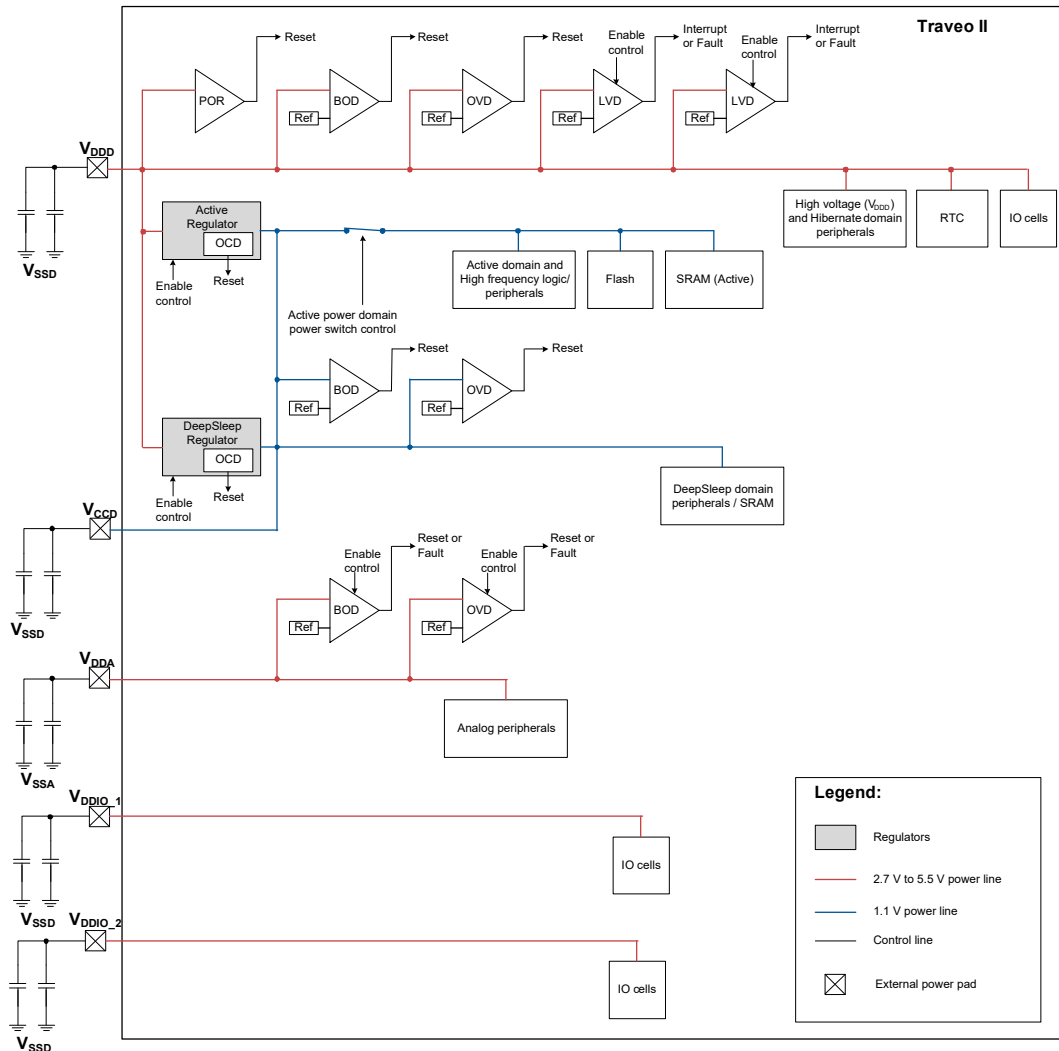 Traveo II
Reset
Reset
Reset
Enable
control
Interrupt
or Fault
Enable
control
Interrupt
or Fault
POR
BOD
OVD
LVD
LVD
Ref
Ref
Ref
Ref
VDDD
VSSD
Active
Regulator
OCD
Enable
control
Reset
Active power domain
power switch control
High voltage (VDDD)
and Hibernate domain
peripherals
RTC
IO cells
Active domain and
High frequency logic/
peripherals
Flash
SRAM (Active)
Reset
Reset
BOD
OVD
Ref
Ref
DeepSleep
Regulator
OCD
Enable
control
Reset
DeepSleep domain
peripherals / SRAM
VCCD
VSSD
Enable
control
Reset or
Fault
Enable
control
Reset or
Fault
BOD
OVD
Ref
Ref
VDDA
VSSA
Analog peripherals
VDDIO_1
VSSD
IO cells
VDDIO_2
VSSD
IO cells
Legend:
Regulators
2.7 V to 5.5 V power line
1.1 V power line
Control line
External power pad